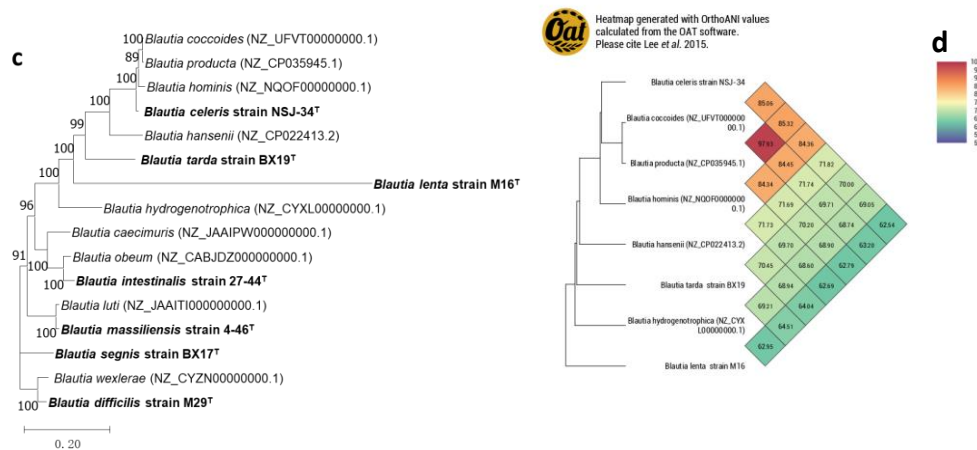 c
100
Blautia coccoides (NZ_UFVT00000000.1)
89
Blautia producta (NZ_CP035945.1)
100
Blautia hominis (NZ_NQOF00000000.1)
100
Blautia celeris strain NSJ-34ᵀ
99
Blautia hansenii (NZ_CP022413.2)
100
Blautia tarda strain BX19ᵀ
Blautia lenta strain M16ᵀ
96
Blautia hydrogenotrophica (NZ_CYXL00000000.1)
Blautia caecimuris (NZ_JAAIPW000000000.1)
91
Blautia obeum (NZ_CABJDZ000000000.1)
100
100
Blautia intestinalis strain 27-44ᵀ
Blautia luti (NZ_JAAITI000000000.1)
100
Blautia massiliensis strain 4-46ᵀ
Blautia segnis strain BX17ᵀ
Blautia wexlerae (NZ_CYZN00000000.1)
100
Blautia difficilis strain M29ᵀ
0.20
Oat
Heatmap generated with OrthoANI values
calculated from the OAT software.
Please cite Lee et al. 2015.
d
Blautia celeris strain NSJ-34
Blautia coccoides (NZ_UFVT000000
00.1)
Blautia producta (NZ_CP035945.1)
Blautia hominis (NZ_NQOF0000000
0.1)
Blautia hansenii (NZ_CP022413.2)
Blautia tarda strain BX19
Blautia hydrogenotrophica (NZ_CYX
L00000000.1)
Blautia lenta strain M16
85.06
85.32
97.93 84.36
84.45 71.82
84.34 71.74 70.00
71.69 69.71 69.05
71.73 70.20 68.74 62.54
69.70 68.90 63.20
70.45 68.60 62.79
68.94 62.69
69.21 64.04
64.51
62.95